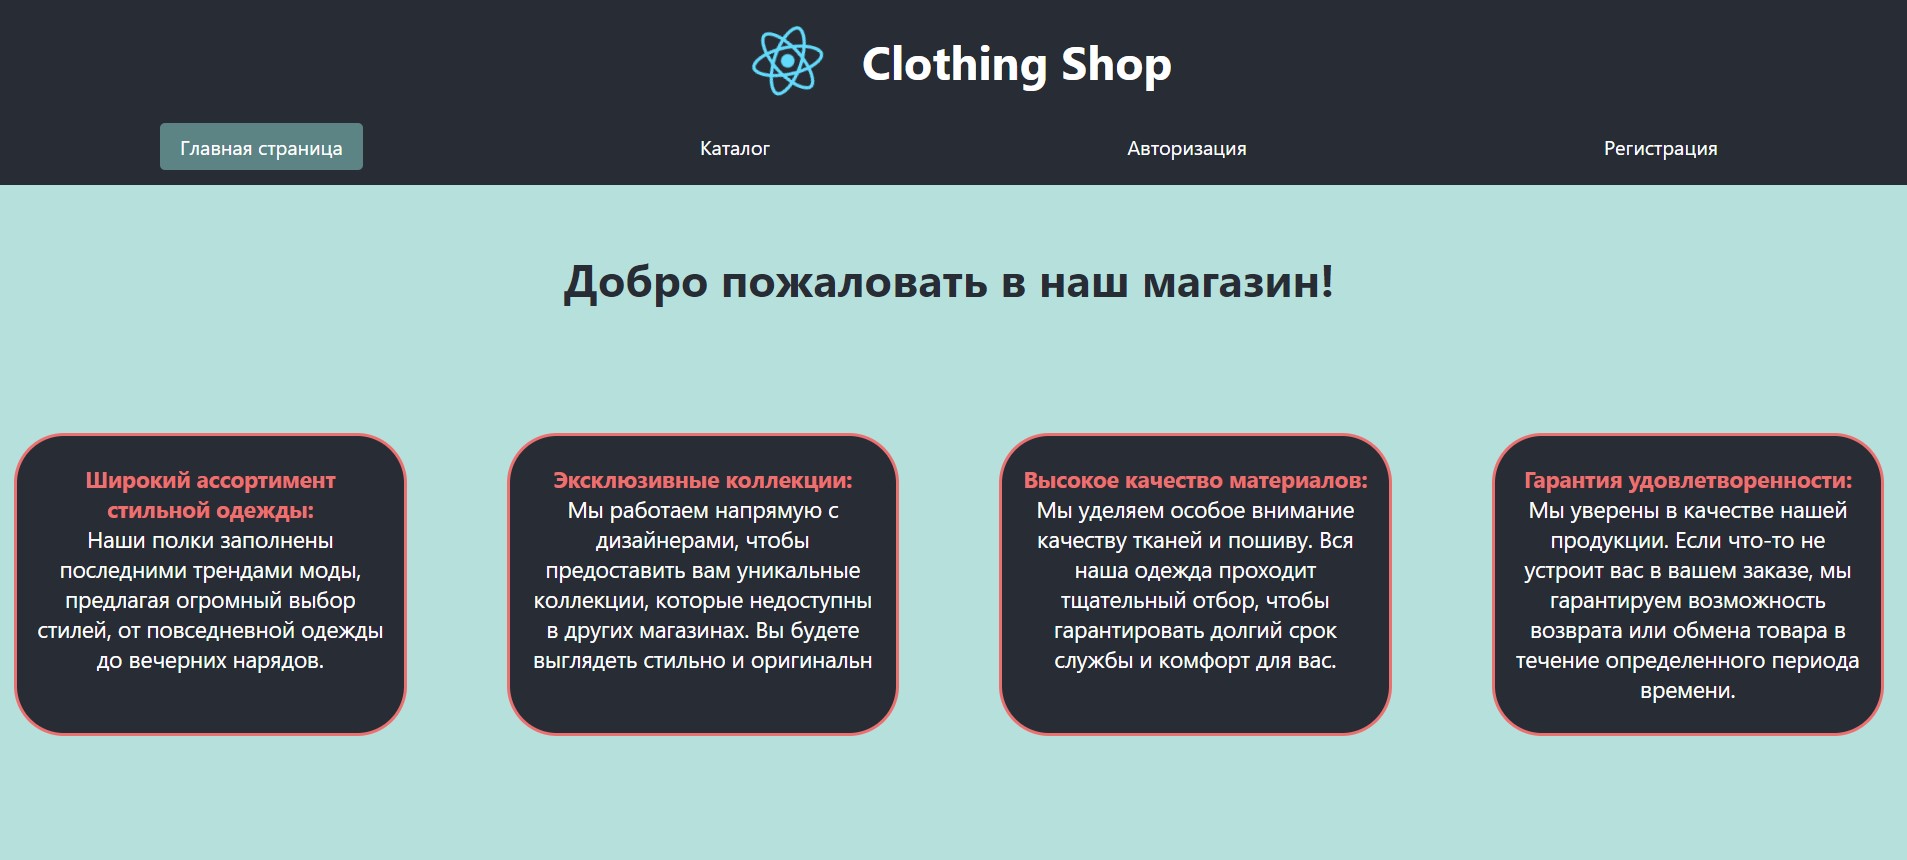 Clothing Shop
Главная страница
Каталог
Авторизация
Регистрация
Добро пожаловать в наш магазин!
Широкий ассортимент
стильной одежды:
Наши полки заполнены
последними трендами моды,
предлагая огромный выбор
стилей, от повседневной одежды
до вечерних нарядов.
Эксклюзивные коллекции:
Мы работаем напрямую с
дизайнерами, чтобы
предоставить вам уникальные
коллекции, которые недоступны
в других магазинах. Вы будете
выглядеть стильно и оригинальн
Высокое качество материалов:
Мы уделяем особое внимание
качеству тканей и пошиву. Вся
наша одежда проходит
тщательный отбор, чтобы
гарантировать долгий срок
службы и комфорт для вас.
Гарантия удовлетворенности:
Мы уверены в качестве нашей
продукции. Если что-то не
устроит вас в вашем заказе, мы
гарантируем возможность
возврата или обмена товара в
течение определенного периода
времени.